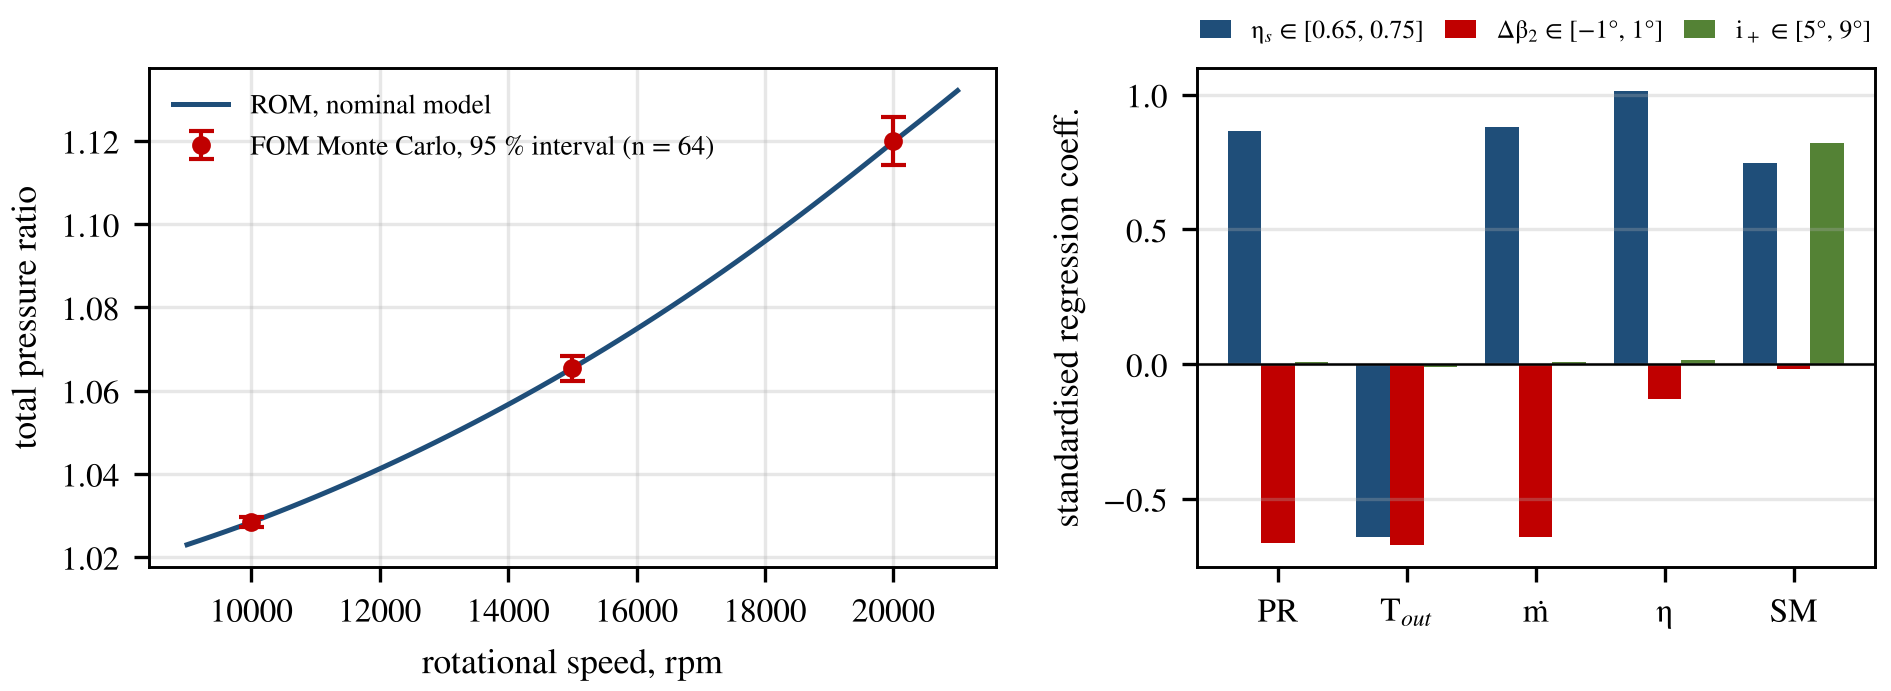 ROM, nominal model
FOM Monte Carlo, 95 % interval (n = 64)
total pressure ratio
1.12
1.10
1.08
1.06
1.04
1.02
10000 12000 14000 16000 18000 20000
rotational speed, rpm
ηₛ ∈ [0.65, 0.75] Δβ₂ ∈ [−1°, 1°] i₊ ∈ [5°, 9°]
standardised regression coeff.
1.0
0.5
0.0
−0.5
PR T_out ṁ η SM